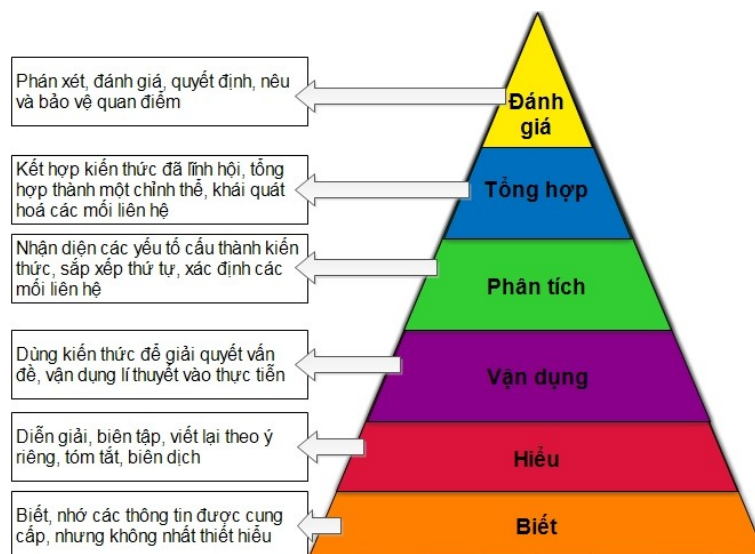 Phán xét, đánh giá, quyết định, nêu
và bảo vệ quan điểm
Đánh
giá
Kết hợp kiến thức đã lĩnh hội, tổng
hợp thành một chỉnh thể, khái quát
hoá các mối liên hệ
Tổng hợp
Nhận diện các yếu tố cấu thành kiến
thức, sắp xếp thứ tự, xác định các
mối liên hệ
Phân tích
Dùng kiến thức để giải quyết vấn
đề, vận dụng lí thuyết vào thực tiễn
Vận dụng
Diễn giải, biên tập, viết lại theo ý
riêng, tóm tắt, biên dịch
Hiểu
Biết, nhớ các thông tin được cung
cấp, nhưng không nhất thiết hiểu
Biết